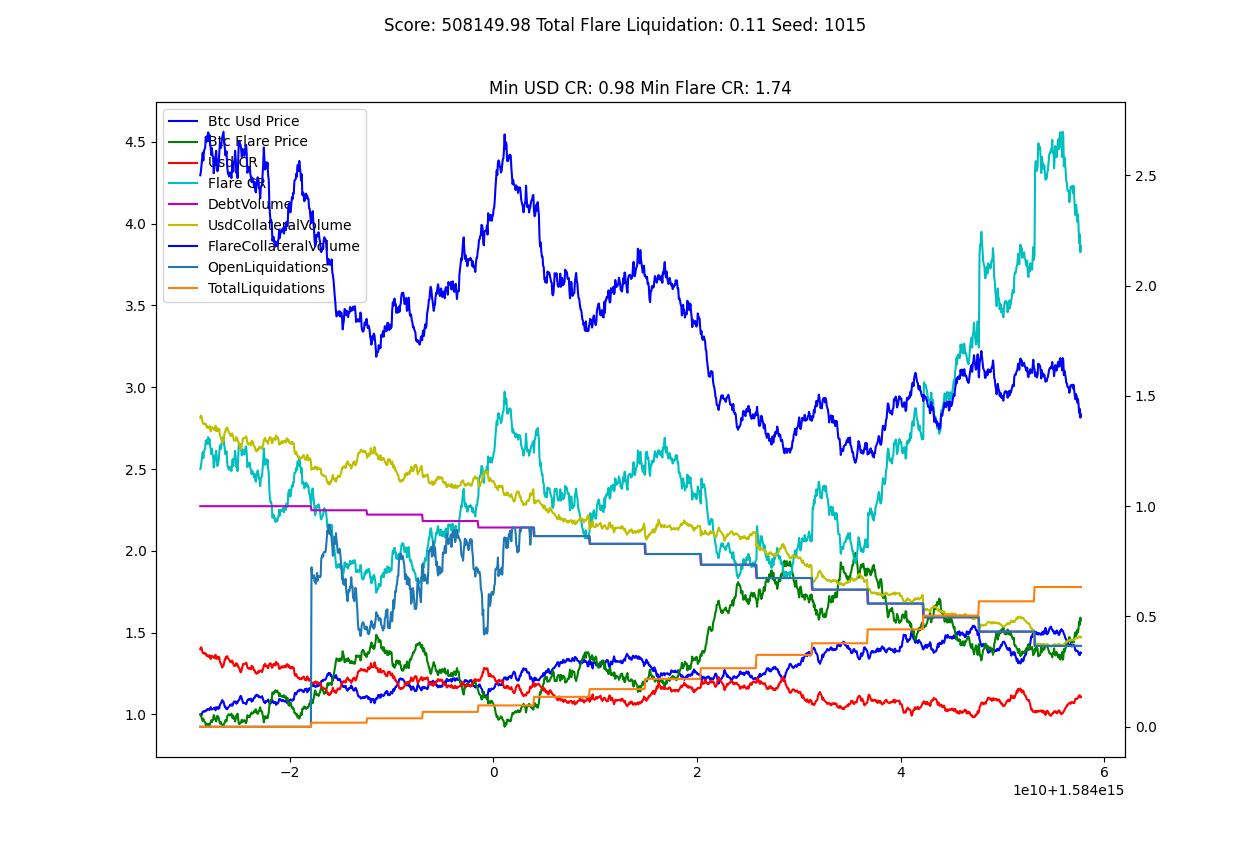 Score: 508149.98 Total Flare Liquidation: 0.11 Seed: 1015
Min USD CR: 0.98 Min Flare CR: 1.74
Btc Usd Price
Btc Flare Price
Usd CR
Flare CR
DebtVolume
UsdCollateralVolume
FlareCollateralVolume
OpenLiquidations
TotalLiquidations
4.5
4.0
3.5
3.0
2.5
2.0
1.5
1.0
2.5
2.0
1.5
1.0
0.5
0.0
−2
0
2
4
6
1e10+1.584e15